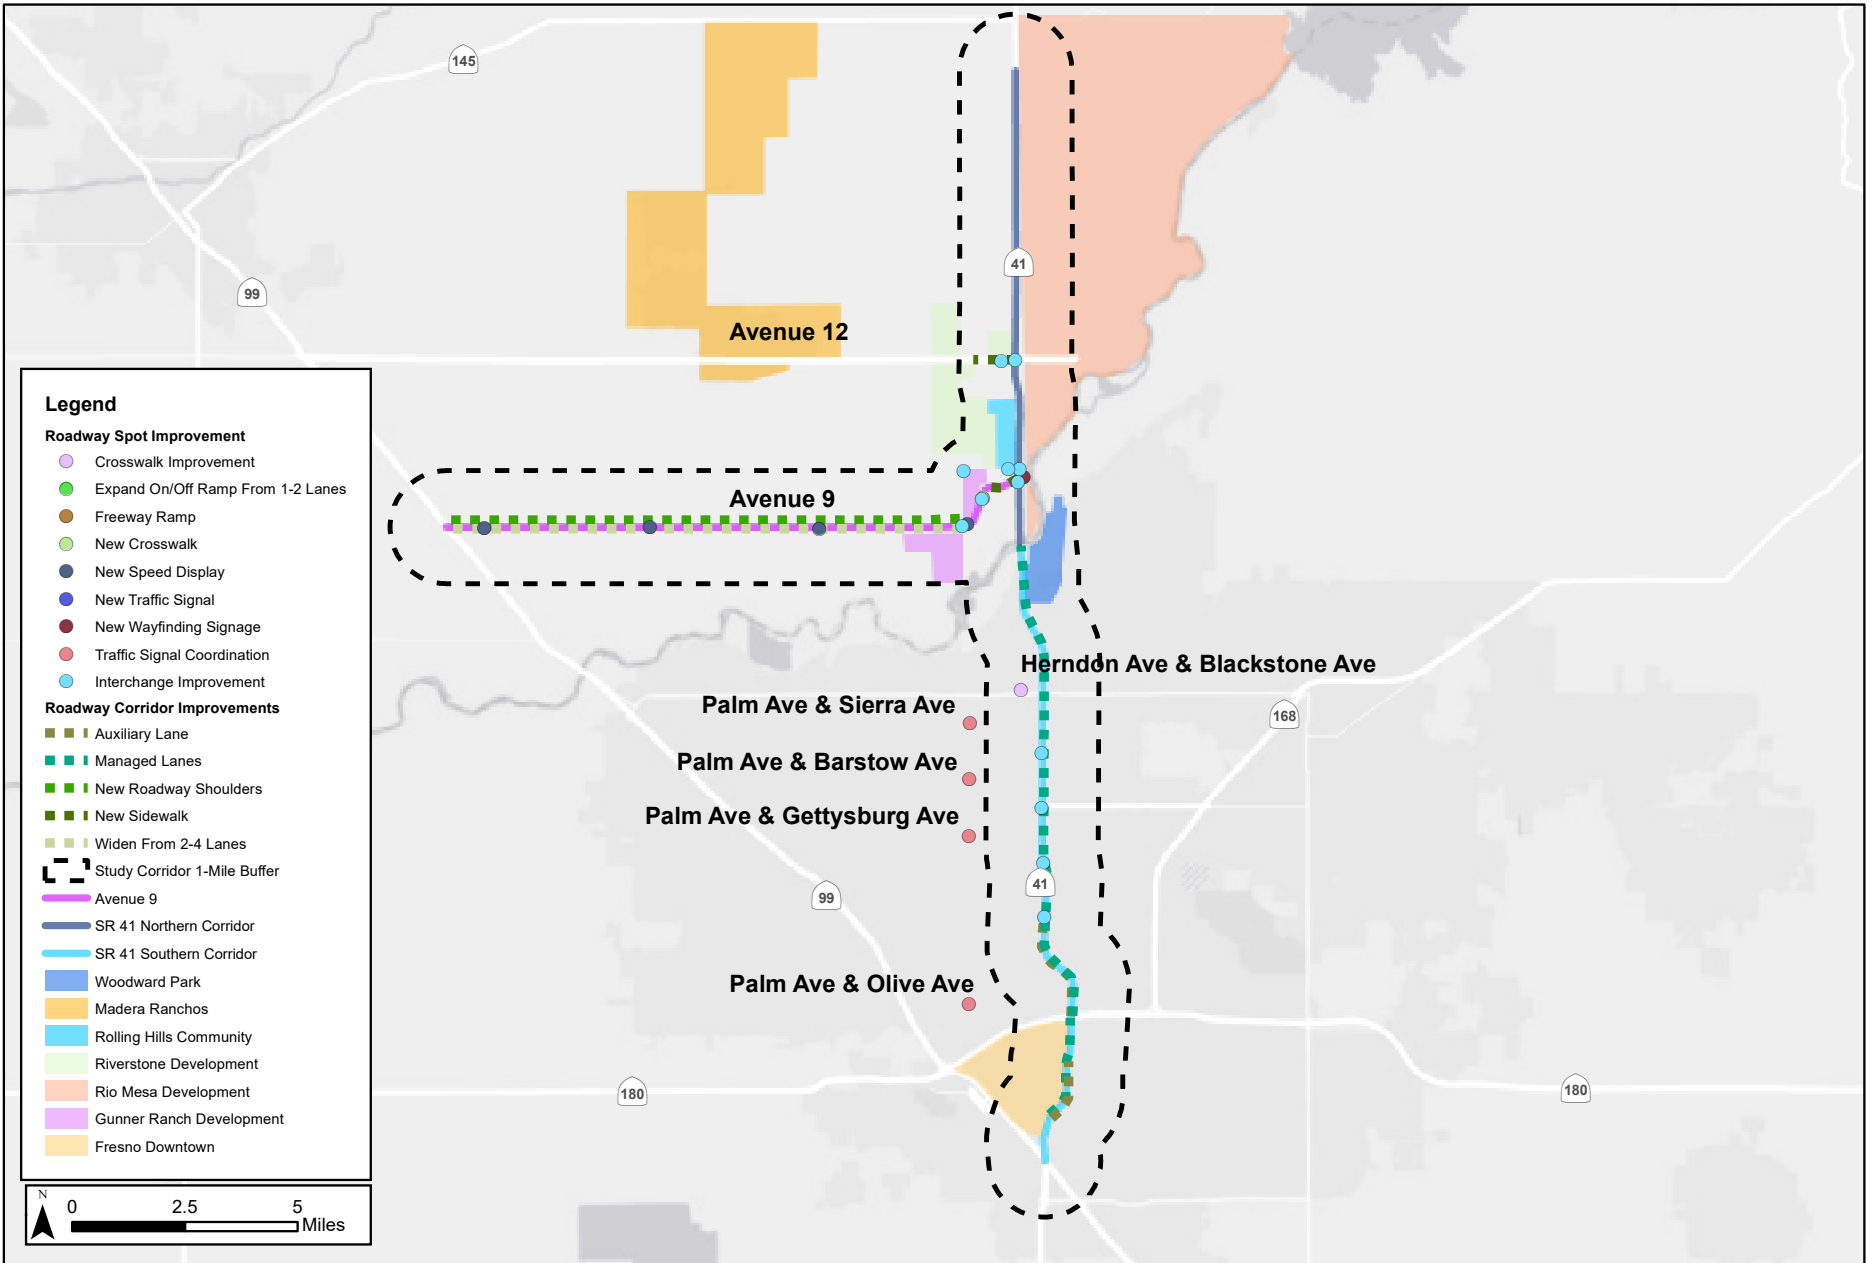 145
99
41
Avenue 12
Avenue 9
Herndon Ave & Blackstone Ave
Palm Ave & Sierra Ave
168
Palm Ave & Barstow Ave
Palm Ave & Gettysburg Ave
41
99
Palm Ave & Olive Ave
180
180
Legend
Roadway Spot Improvement
Crosswalk Improvement
Expand On/Off Ramp From 1-2 Lanes
Freeway Ramp
New Crosswalk
New Speed Display
New Traffic Signal
New Wayfinding Signage
Traffic Signal Coordination
Interchange Improvement
Roadway Corridor Improvements
Auxiliary Lane
Managed Lanes
New Roadway Shoulders
New Sidewalk
Widen From 2-4 Lanes
Study Corridor 1-Mile Buffer
Avenue 9
SR 41 Northern Corridor
SR 41 Southern Corridor
Woodward Park
Madera Ranchos
Rolling Hills Community
Riverstone Development
Rio Mesa Development
Gunner Ranch Development
Fresno Downtown
N
0 2.5 5
Miles